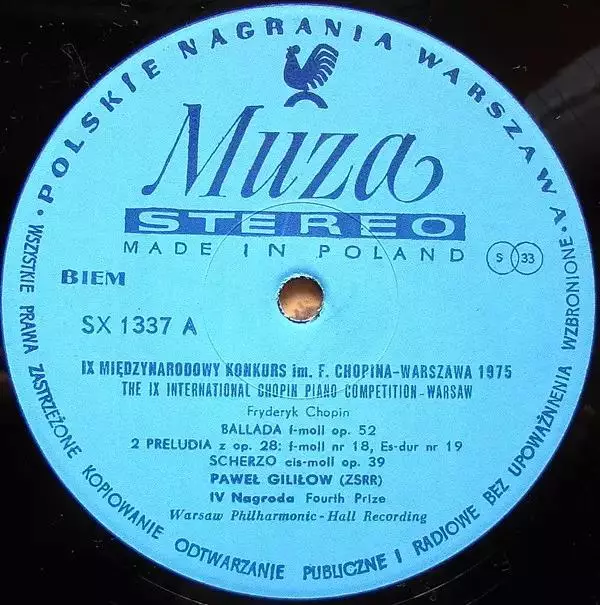 POLSKIE NAGRANIA WARSZAWA
Muza
STEREO
MADE IN POLAND
S 33
BIEM
SX 1337 A
IX MIĘDZYNARODOWY KONKURS im. F. CHOPINA-WARSZAWA 1975
THE IX INTERNATIONAL CHOPIN PIANO COMPETITION-WARSAW
Fryderyk Chopin
BALLADA f-moll op. 52
2 PRELUDIA z op. 28: f-moll nr 18, Es-dur nr 19
SCHERZO cis-moll op. 39
PAWEŁ GILIŁOW (ZSRR)
IV Nagroda Fourth Prize
Warsaw Philharmonic-Hall Recording
• WSZYSTKIE PRAWA ZASTRZEŻONE KOPIOWANIE ODTWARZANIE PUBLICZNE I RADIOWE BEZ UPOWAŻNIENIA WZBRONIONE •